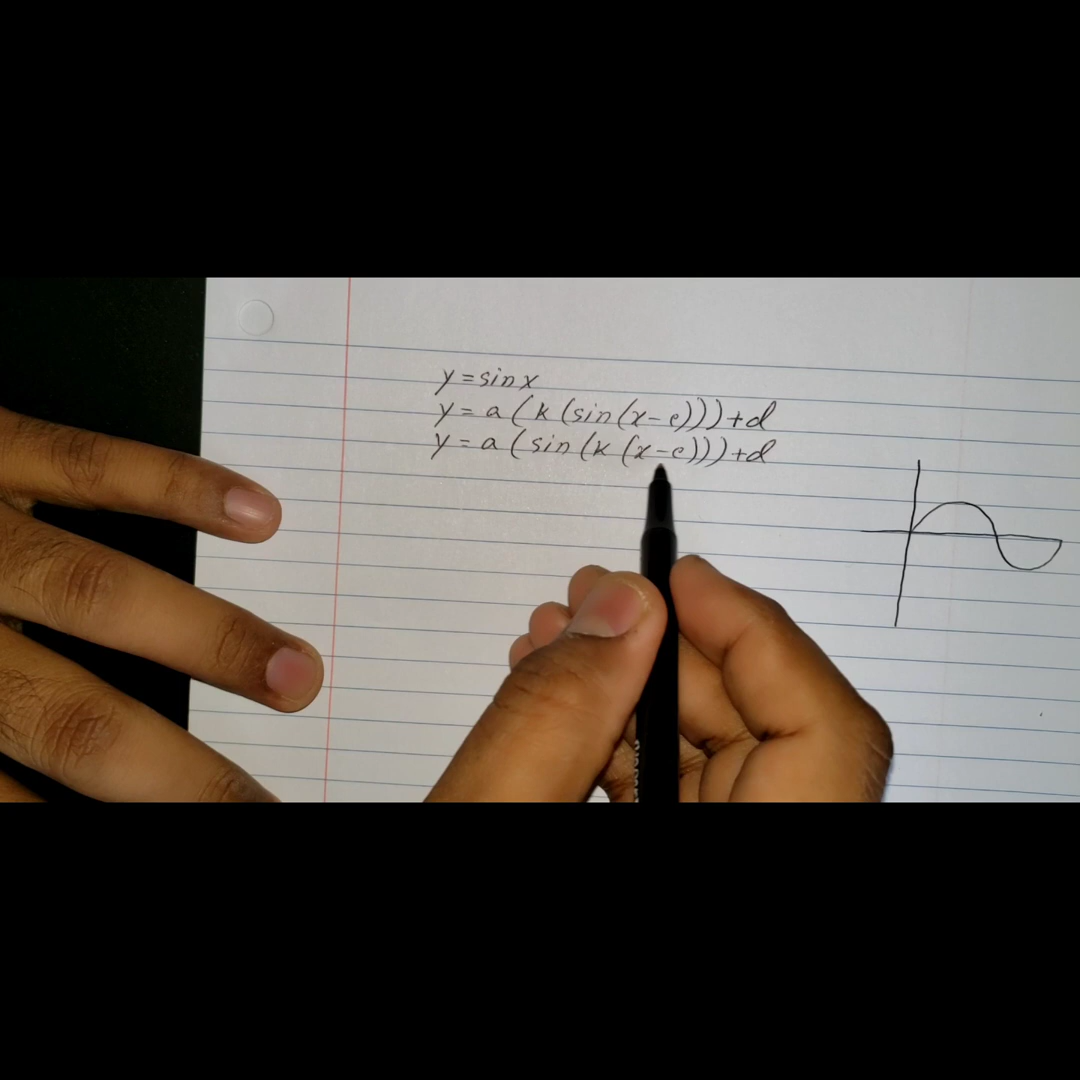 y = sin x
y = a (k (sin (x - c))) + d
y = a (sin (k (x - c))) + d